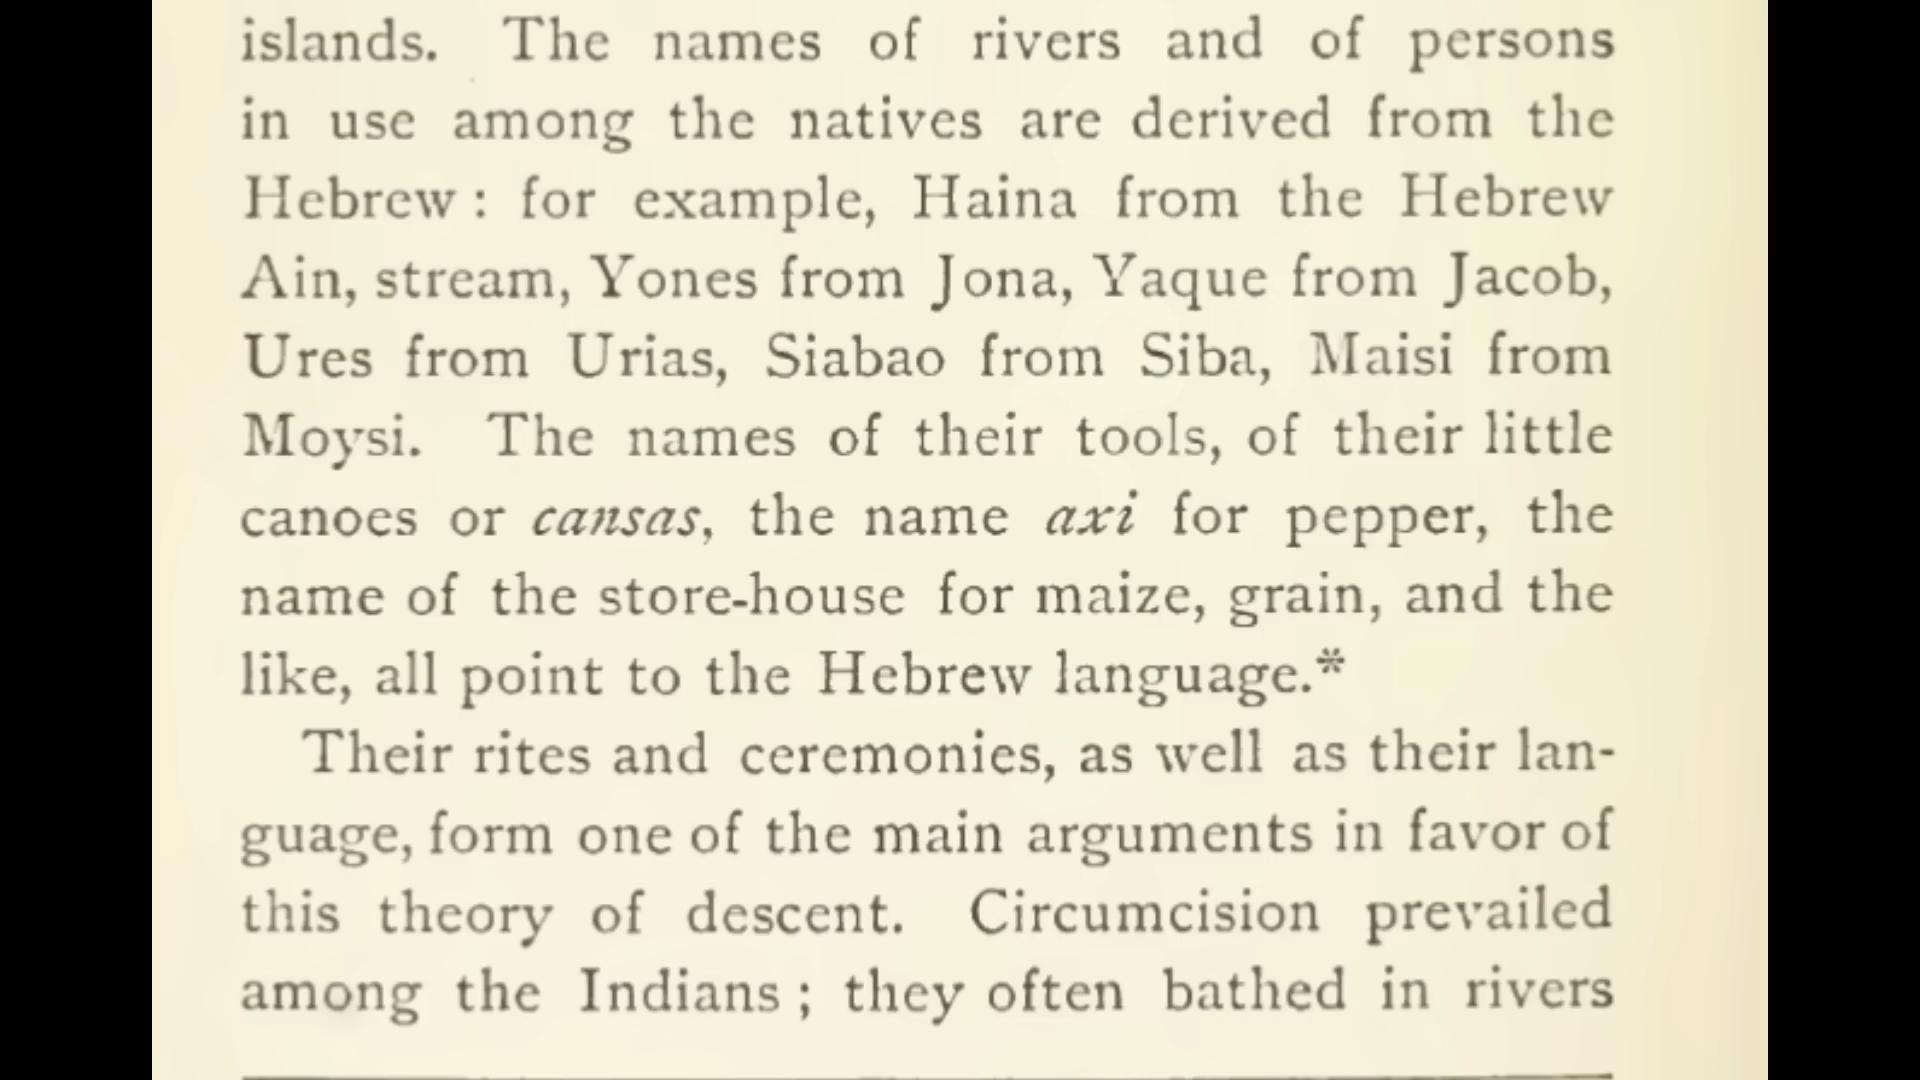 islands. The names of rivers and of persons
in use among the natives are derived from the
Hebrew : for example, Haina from the Hebrew
Ain, stream, Yones from Jona, Yaque from Jacob,
Ures from Urias, Siabao from Siba, Maisi from
Moysi. The names of their tools, of their little
canoes or cansas, the name axi for pepper, the
name of the store-house for maize, grain, and the
like, all point to the Hebrew language.*
Their rites and ceremonies, as well as their lan-
guage, form one of the main arguments in favor of
this theory of descent. Circumcision prevailed
among the Indians ; they often bathed in rivers